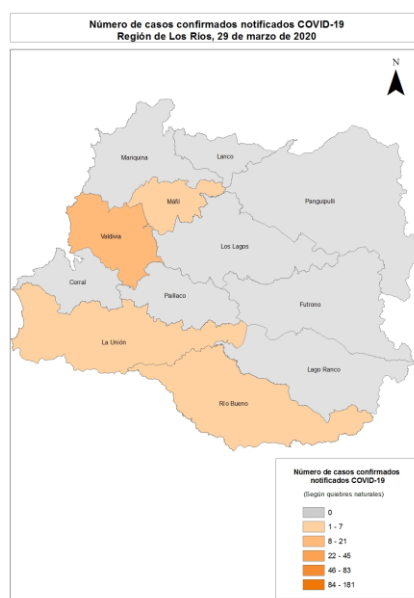 Número de casos confirmados notificados COVID-19
Región de Los Ríos, 29 de marzo de 2020
N
Lanco
Mariquina
Panguipulli
Máfil
Valdivia
Los Lagos
Corral
Paillaco
Futrono
La Unión
Lago Ranco
Río Bueno
Número de casos confirmados
notificados COVID-19
(Según quiebres naturales)
0
1 - 7
8 - 21
22 - 45
46 - 83
84 - 181